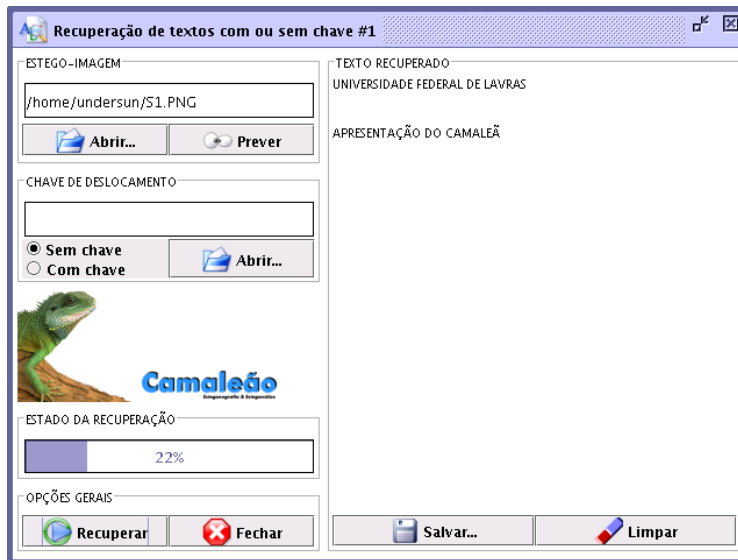 Recuperação de textos com ou sem chave #1
ESTEGO-IMAGEM
/home/undersun/S1.PNG
Abrir...
Prever
CHAVE DE DESLOCAMENTO
Sem chave
Com chave
Abrir...
Camaleão
Esteganografia & Esteganálise
ESTADO DA RECUPERAÇÃO
22%
OPÇÕES GERAIS
Recuperar
Fechar
TEXTO RECUPERADO
UNIVERSIDADE FEDERAL DE LAVRAS
APRESENTAÇÃO DO CAMALEÃ
Salvar...
Limpar